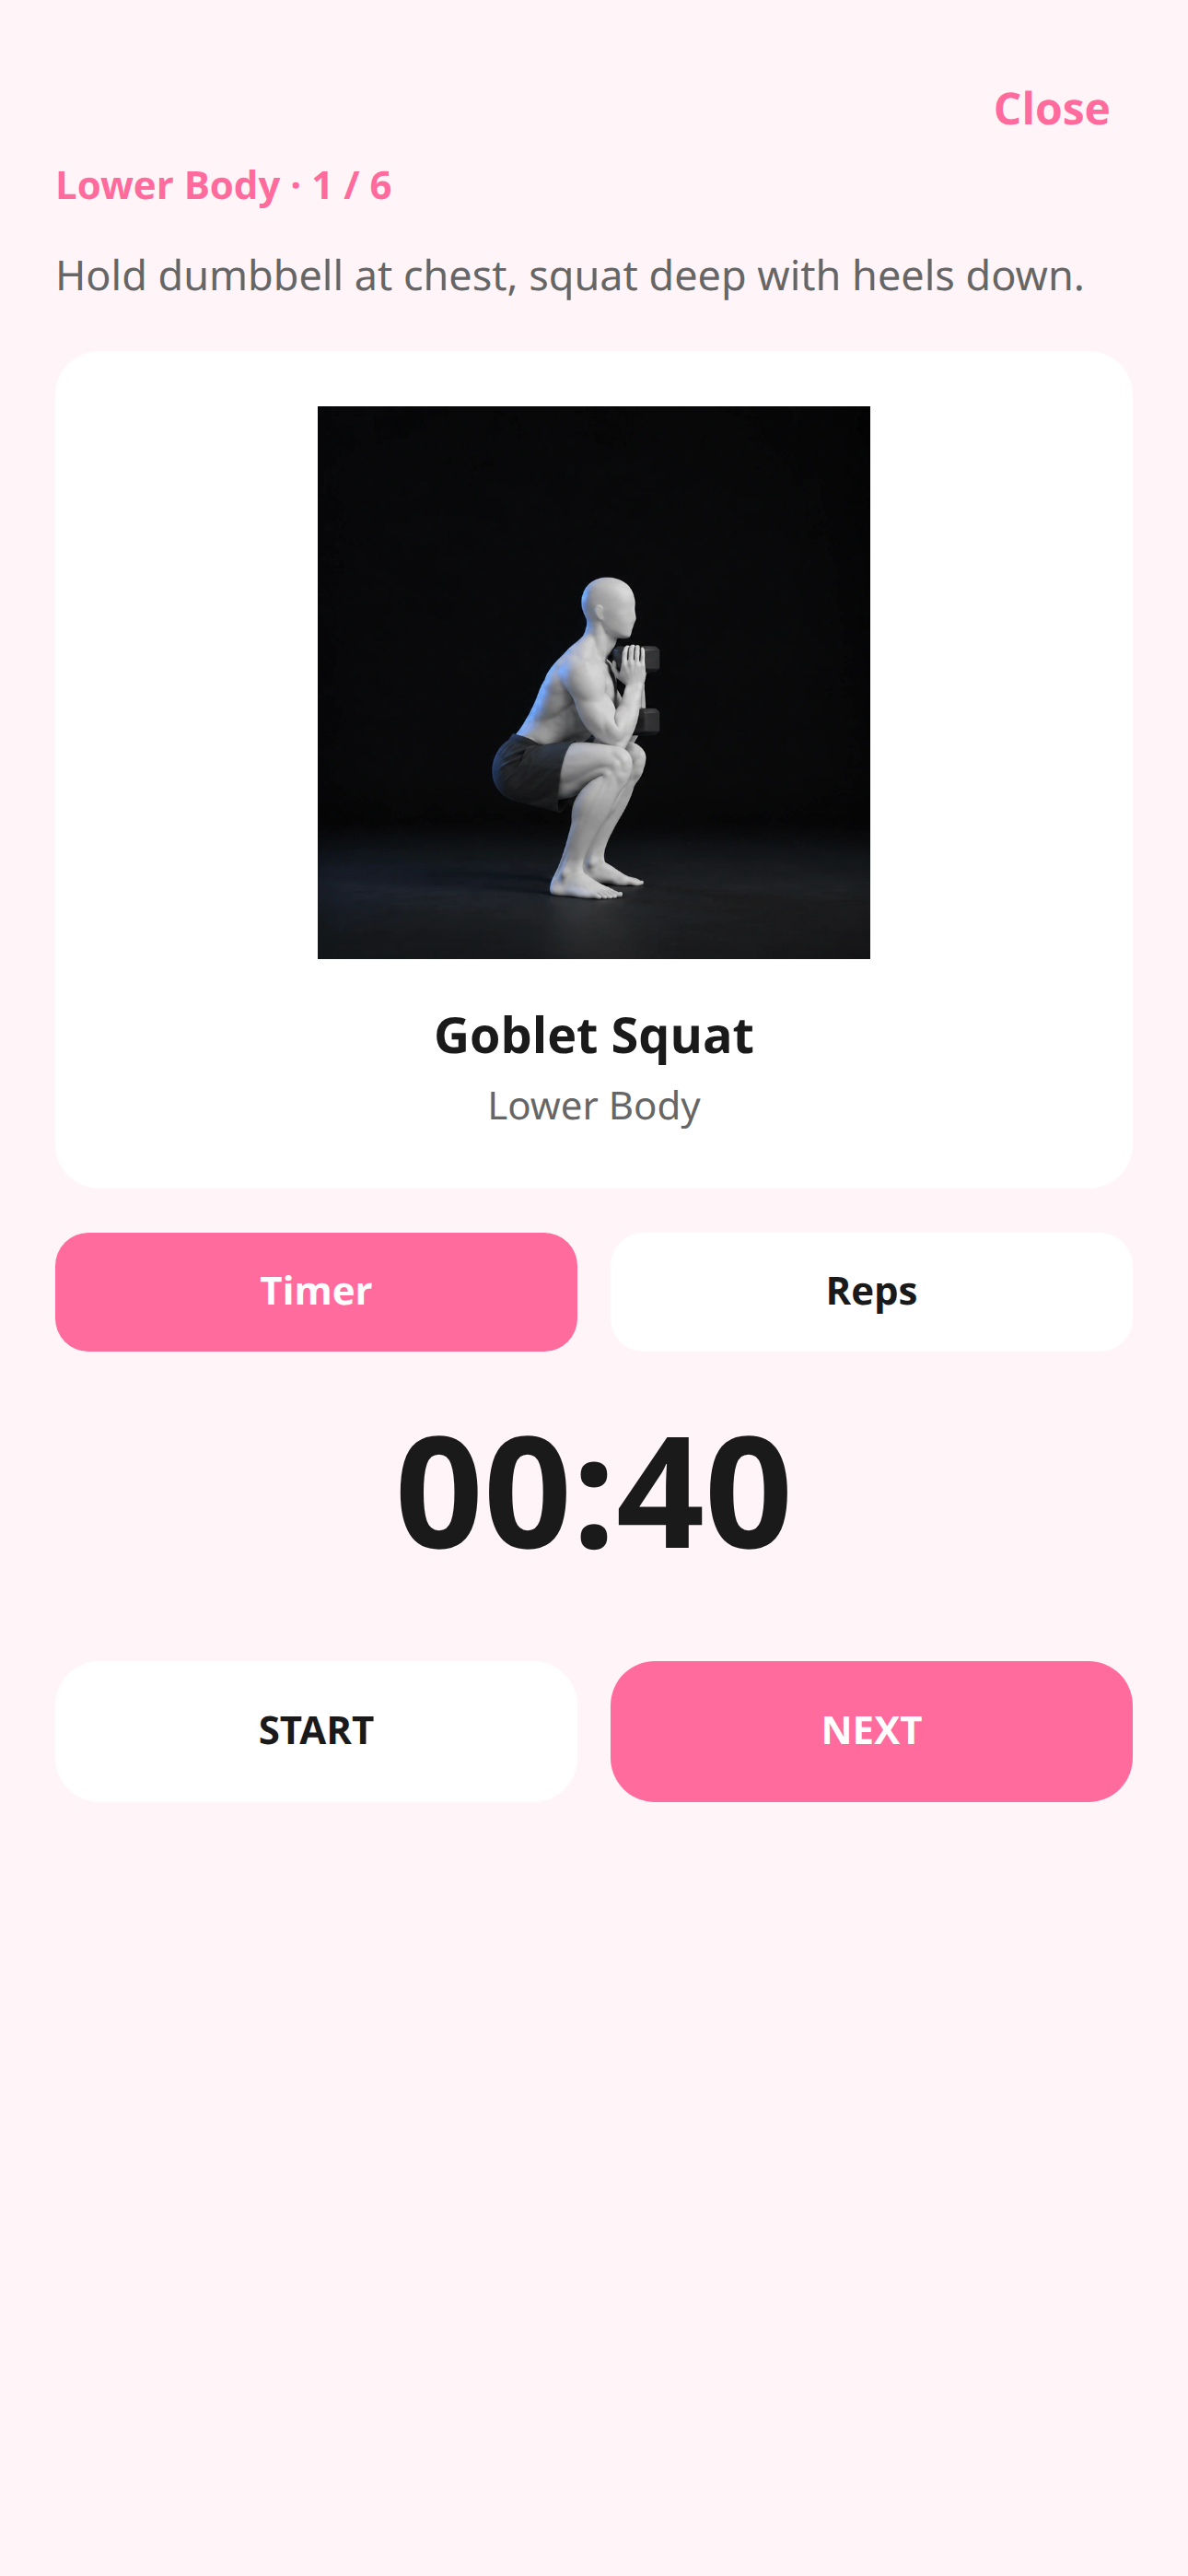 Close
Lower Body · 1 / 6
Hold dumbbell at chest, squat deep with heels down.
Goblet Squat
Lower Body
Timer
Reps
00:40
START
NEXT